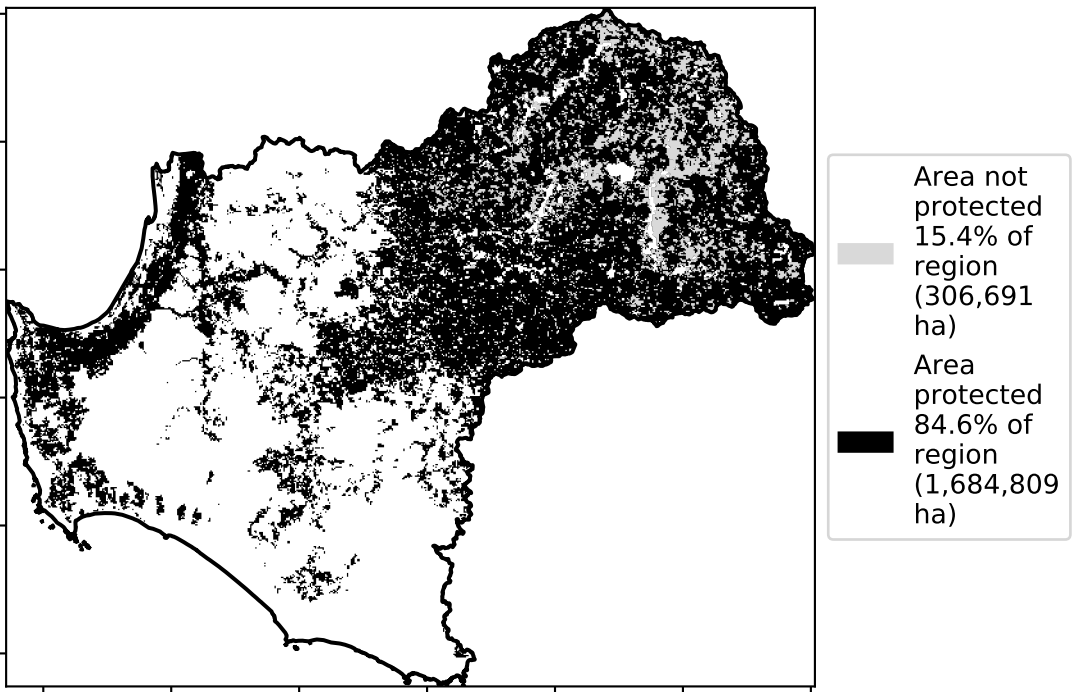 Area not
protected
15.4% of
region
(306,691
ha)
Area
protected
84.6% of
region
(1,684,809
ha)